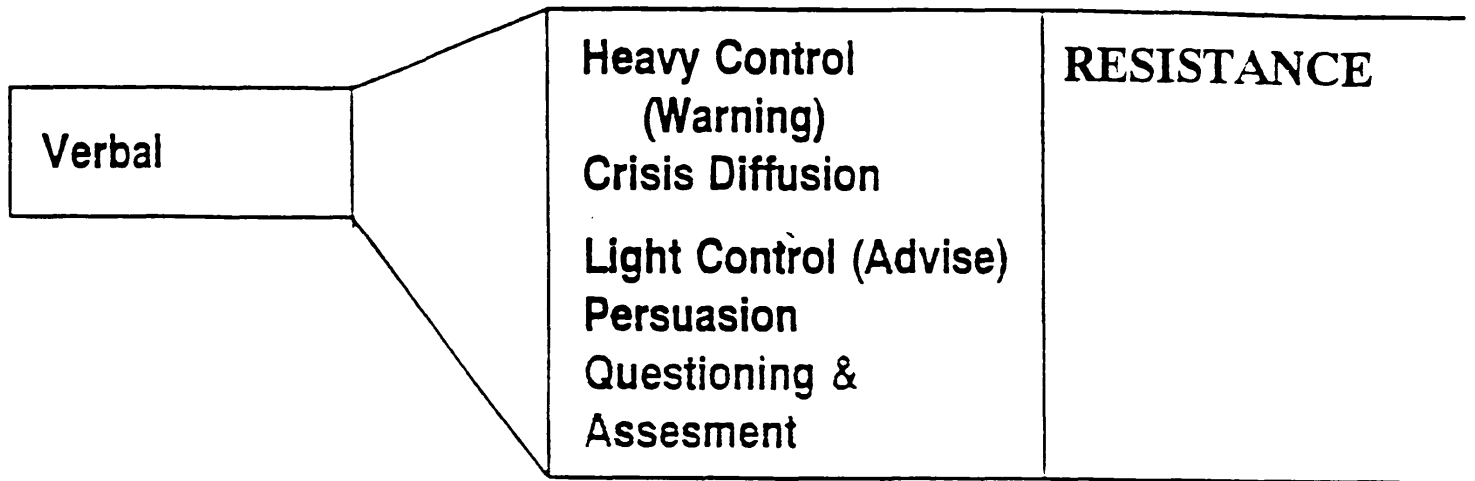 Verbal
Heavy Control
(Warning)
Crisis Diffusion
Light Control (Advise)
Persuasion
Questioning &
Assesment
RESISTANCE